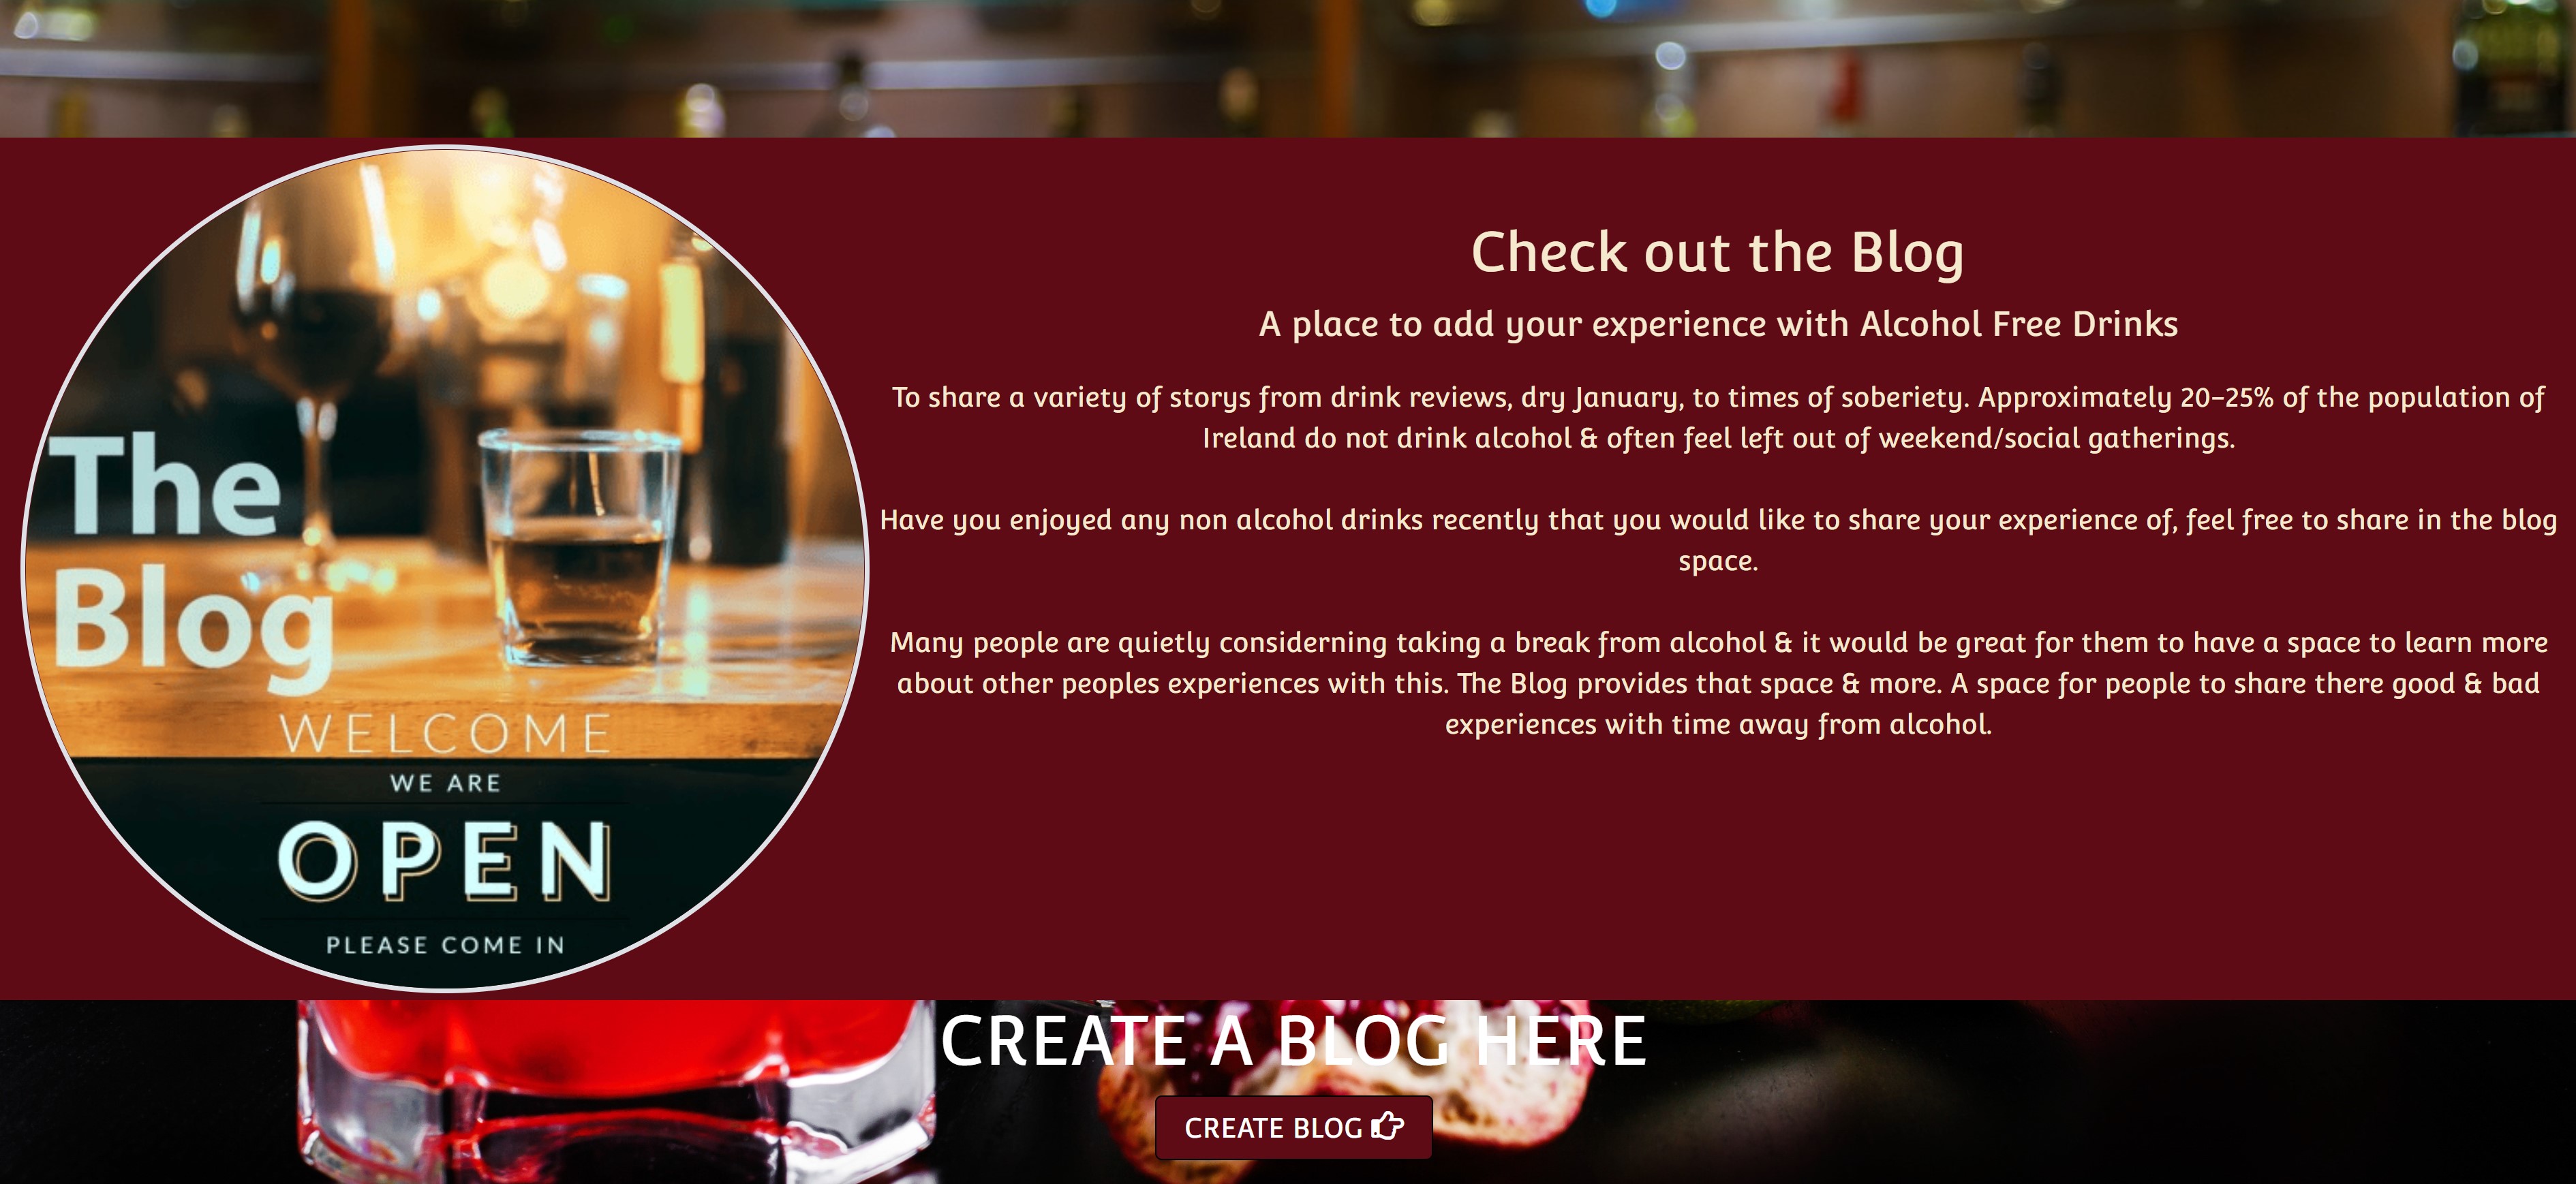 The
Blog
WELCOME
WE ARE
OPEN
PLEASE COME IN
Check out the Blog
A place to add your experience with Alcohol Free Drinks
To share a variety of storys from drink reviews, dry January, to times of soberiety. Approximately 20-25% of the population of
Ireland do not drink alcohol & often feel left out of weekend/social gatherings.
Have you enjoyed any non alcohol drinks recently that you would like to share your experience of, feel free to share in the blog
space.
Many people are quietly considerning taking a break from alcohol & it would be great for them to have a space to learn more
about other peoples experiences with this. The Blog provides that space & more. A space for people to share there good & bad
experiences with time away from alcohol.
CREATE A BLOG HERE
CREATE BLOG